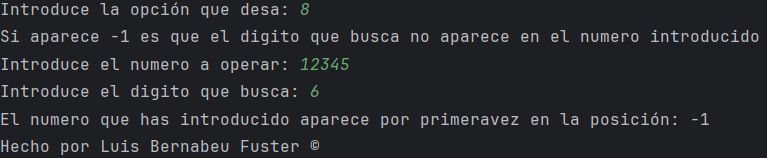 Introduce la opción que desa: 8
Si aparece -1 es que el digito que busca no aparece en el numero introducido
Introduce el numero a operar: 12345
Introduce el digito que busca: 6
El numero que has introducido aparece por primeravez en la posición: -1
Hecho por Luis Bernabeu Fuster ©